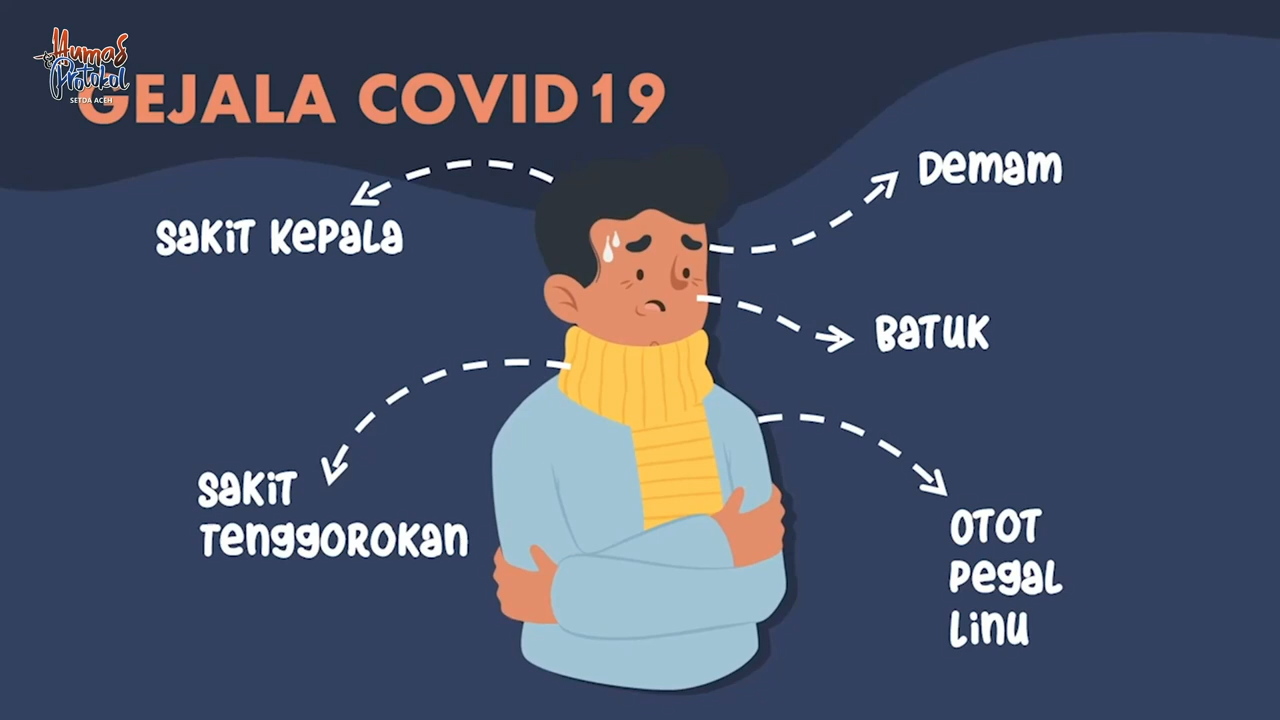 Humas
Protokol
SETDA ACEH
GEJALA COVID19
Sakit Kepala
Demam
Batuk
Sakit
Tenggorokan
Otot
Pegal
Linu